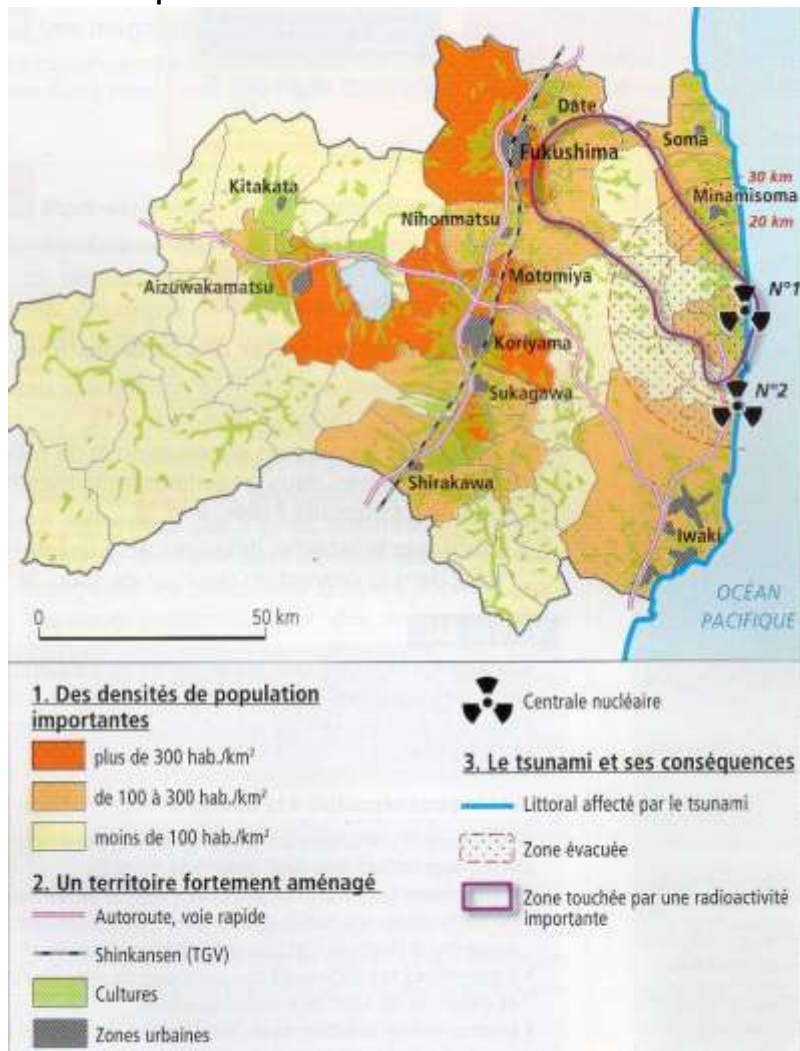 Date
Fukushima
Soma
30 km
Kitakata
Minamisoma
Nihonmatsu
20 km
Aizuwakamatsu
Motomiya
N°1
Koriyama
Sukagawa
N°2
Shirakawa
Iwaki
OCÉAN
PACIFIQUE
0 50 km
1. Des densités de population
importantes
plus de 300 hab./km²
de 100 à 300 hab./km²
moins de 100 hab./km²
2. Un territoire fortement aménagé
Autoroute, voie rapide
Shinkansen (TGV)
Cultures
Zones urbaines
Centrale nucléaire
3. Le tsunami et ses conséquences
Littoral affecté par le tsunami
Zone évacuée
Zone touchée par une radioactivité
importante